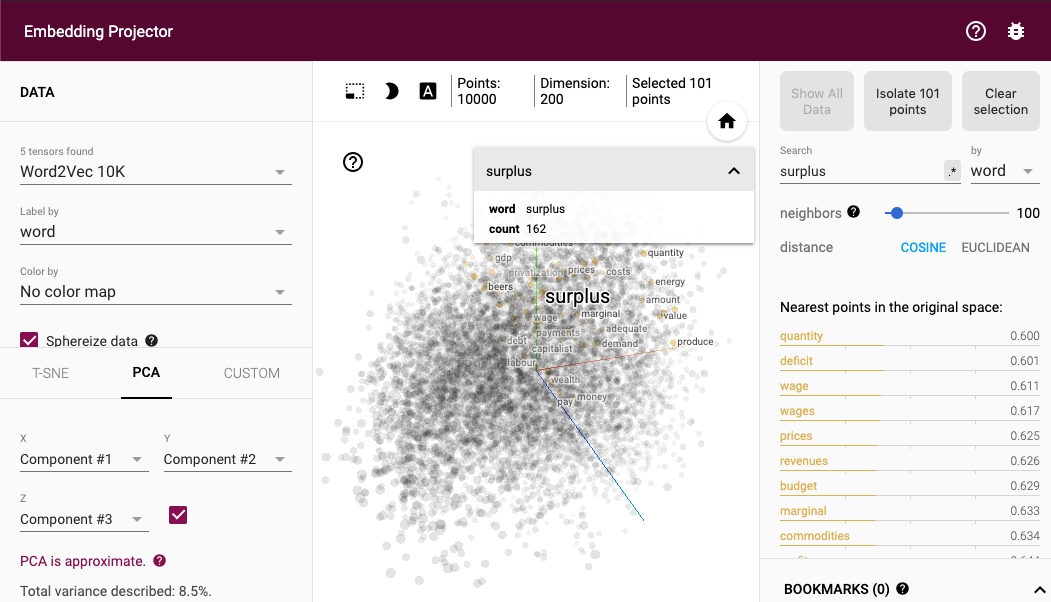 Embedding Projector
DATA
5 tensors found
Word2Vec 10K
Label by
word
Color by
No color map
Sphereize data
T-SNE
PCA
CUSTOM
X
Component #1
Y
Component #2
Z
Component #3
PCA is approximate.
Total variance described: 8.5%.
A
Points:
10000
Dimension:
200
Selected 101
points
surplus
word surplus
count 162
commodities
quantity
gdp
privatization
prices
costs
beers
energy
surplus
amount
wage
marginal
value
adequate
debt
payments
produce
capitalist
demand
labour
wealth
pay
money
Show All
Data
Isolate 101
points
Clear
selection
Search
surplus
.*
by
word
neighbors
100
distance
COSINE
EUCLIDEAN
Nearest points in the original space:
quantity 0.600
deficit 0.601
wage 0.611
wages 0.617
prices 0.625
revenues 0.626
budget 0.629
marginal 0.633
commodities 0.634
BOOKMARKS (0)